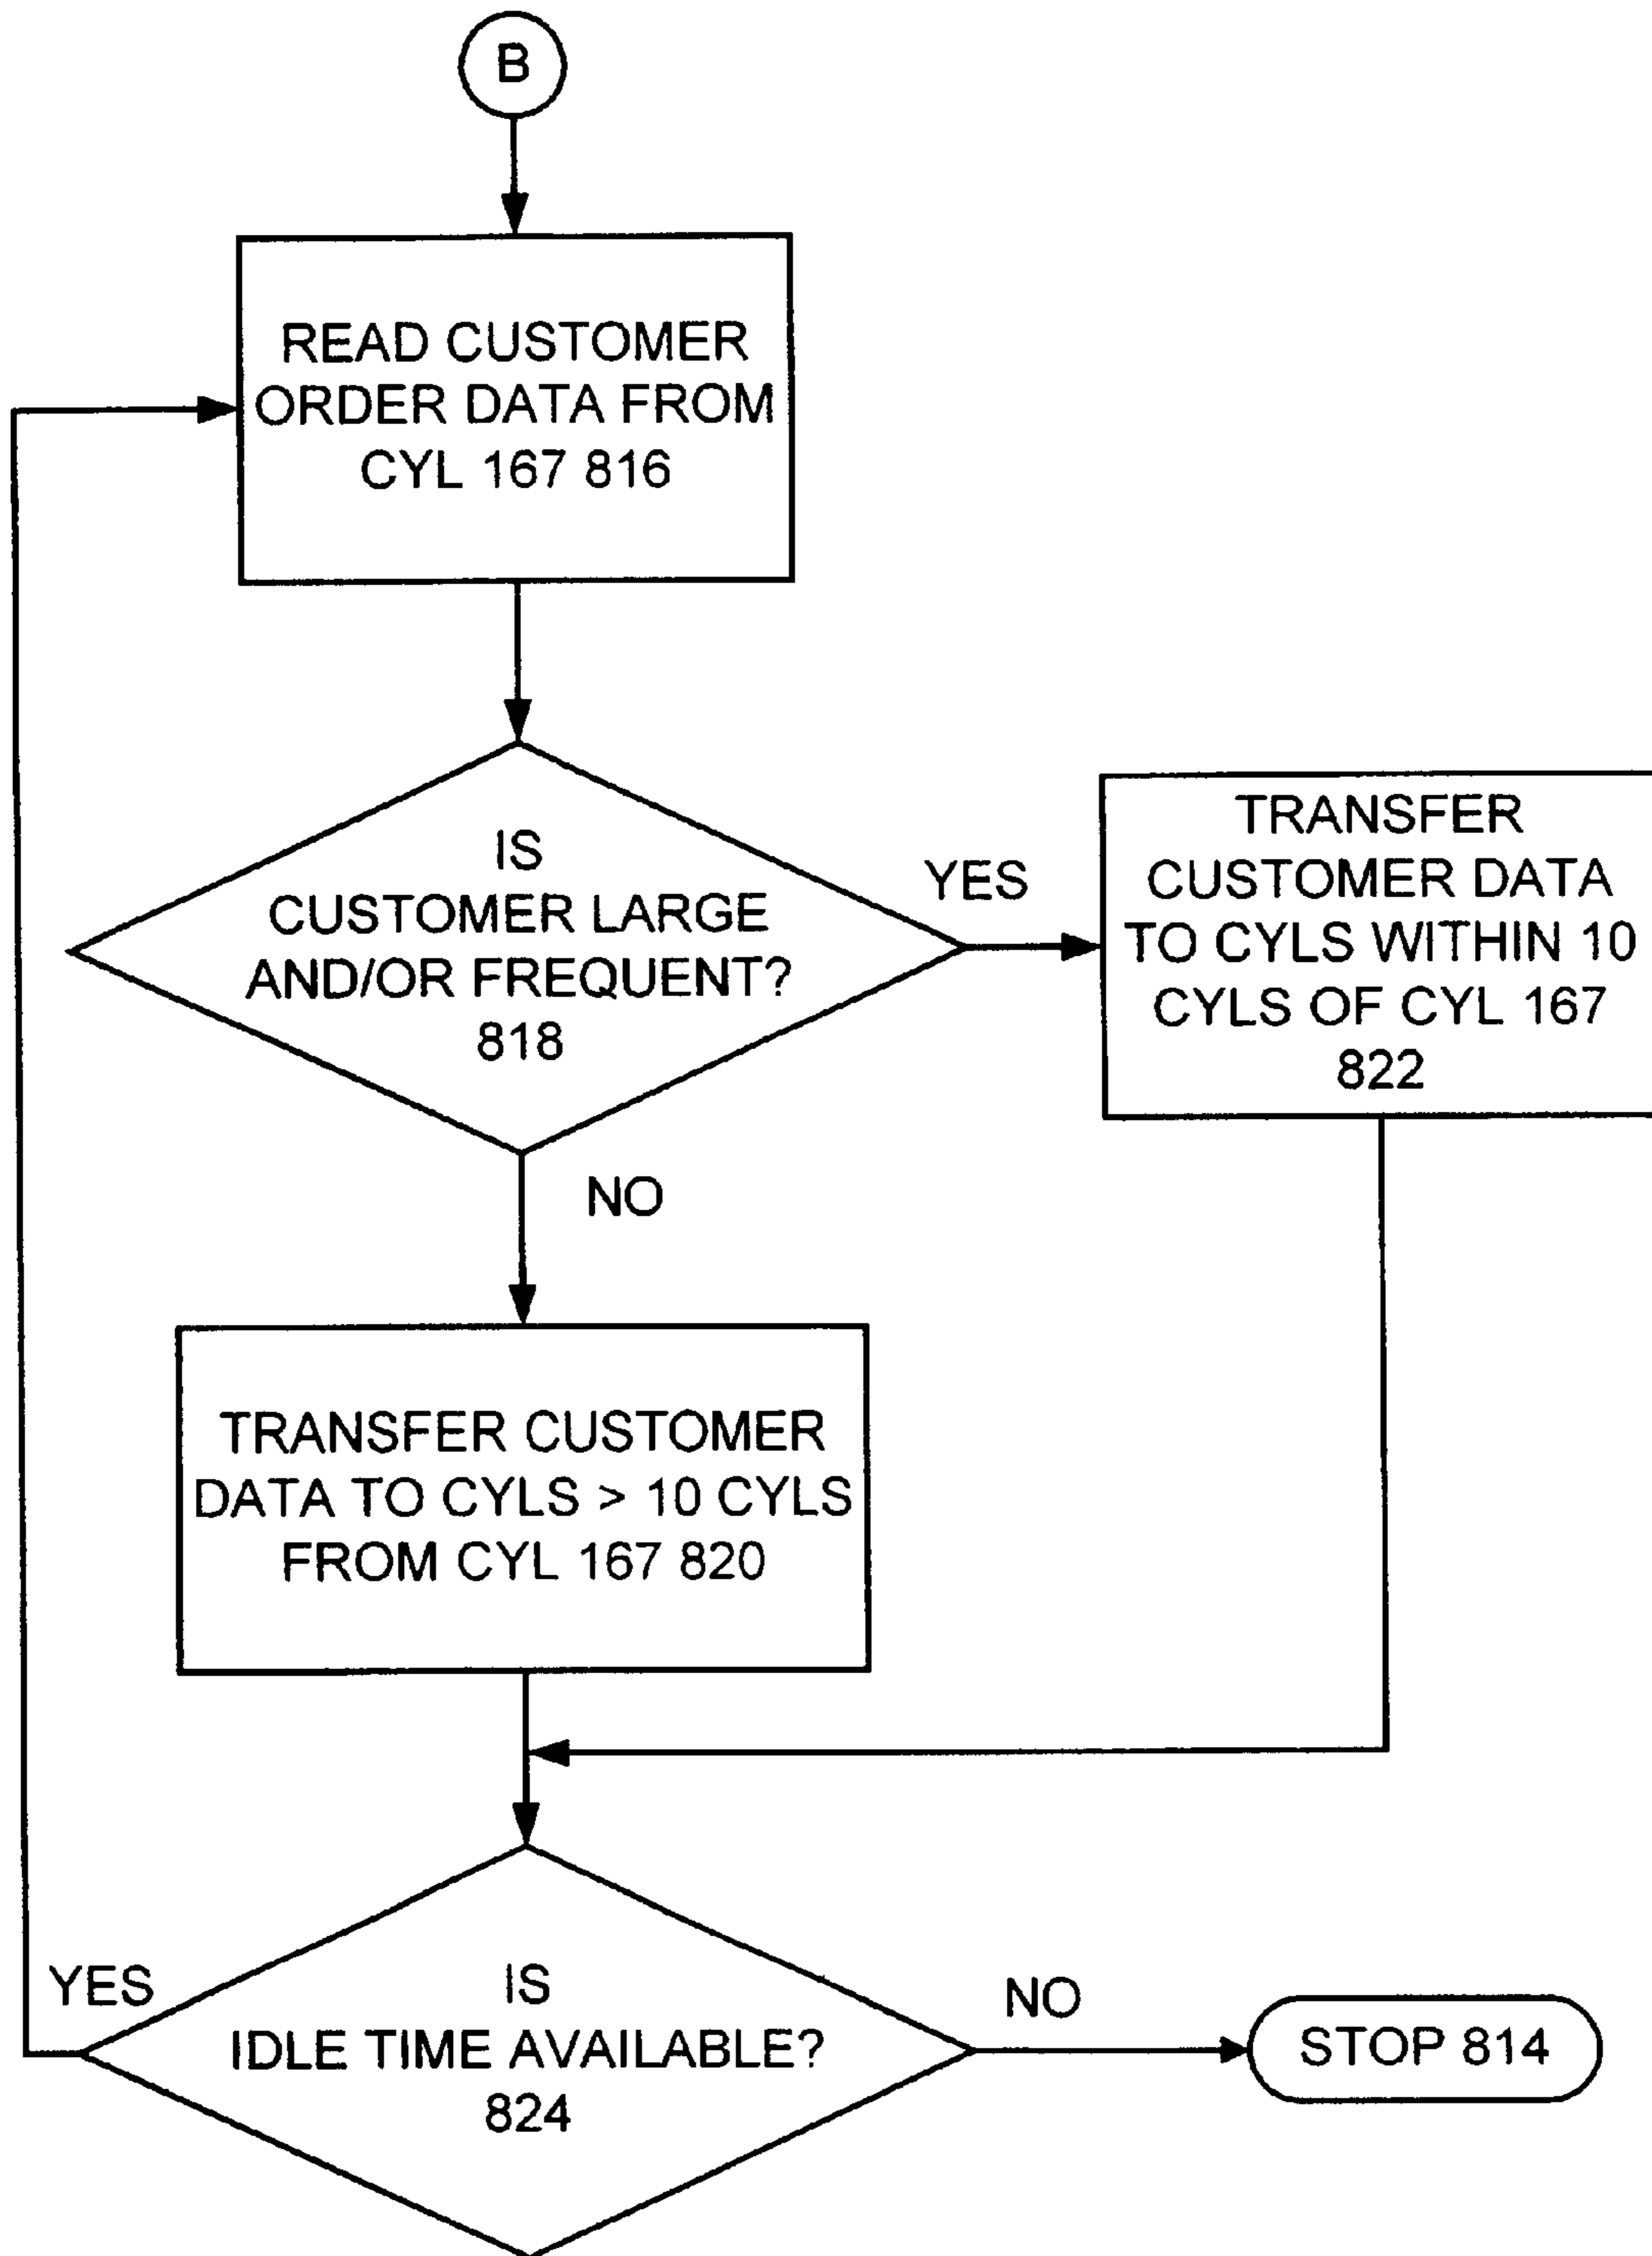 B
READ CUSTOMER
ORDER DATA FROM
CYL 167 816
IS
CUSTOMER LARGE
AND/OR FREQUENT?
818
YES
TRANSFER
CUSTOMER DATA
TO CYLS WITHIN 10
CYLS OF CYL 167
822
NO
TRANSFER CUSTOMER
DATA TO CYLS > 10 CYLS
FROM CYL 167 820
YES
IS
IDLE TIME AVAILABLE?
824
NO
STOP 814